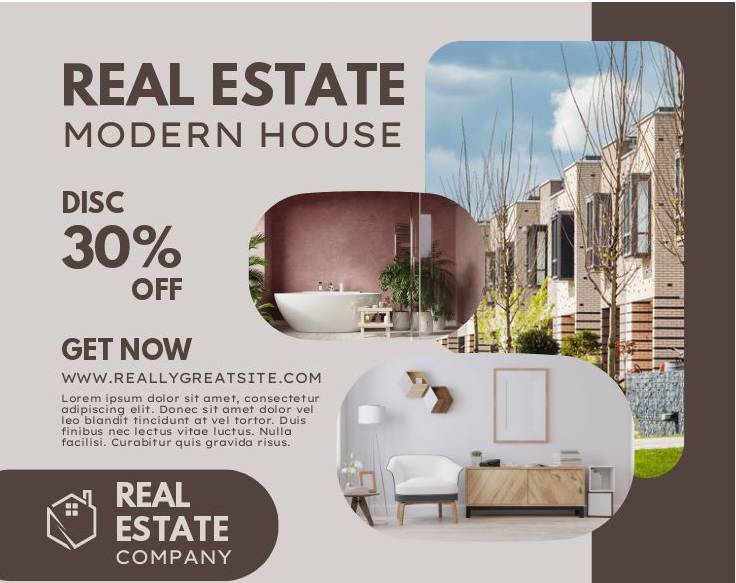 REAL ESTATE
MODERN HOUSE
DISC
30%
OFF
GET NOW
WWW.REALLYGREATSITE.COM
Lorem ipsum dolor sit amet, consectetur
adipiscing elit. Donec sit amet dolor vel
leo blandit tincidunt at vel tortor. Duis
finibus nec lectus vitae luctus. Nulla
facilisi. Curabitur quis gravida risus.
REAL
ESTATE
COMPANY